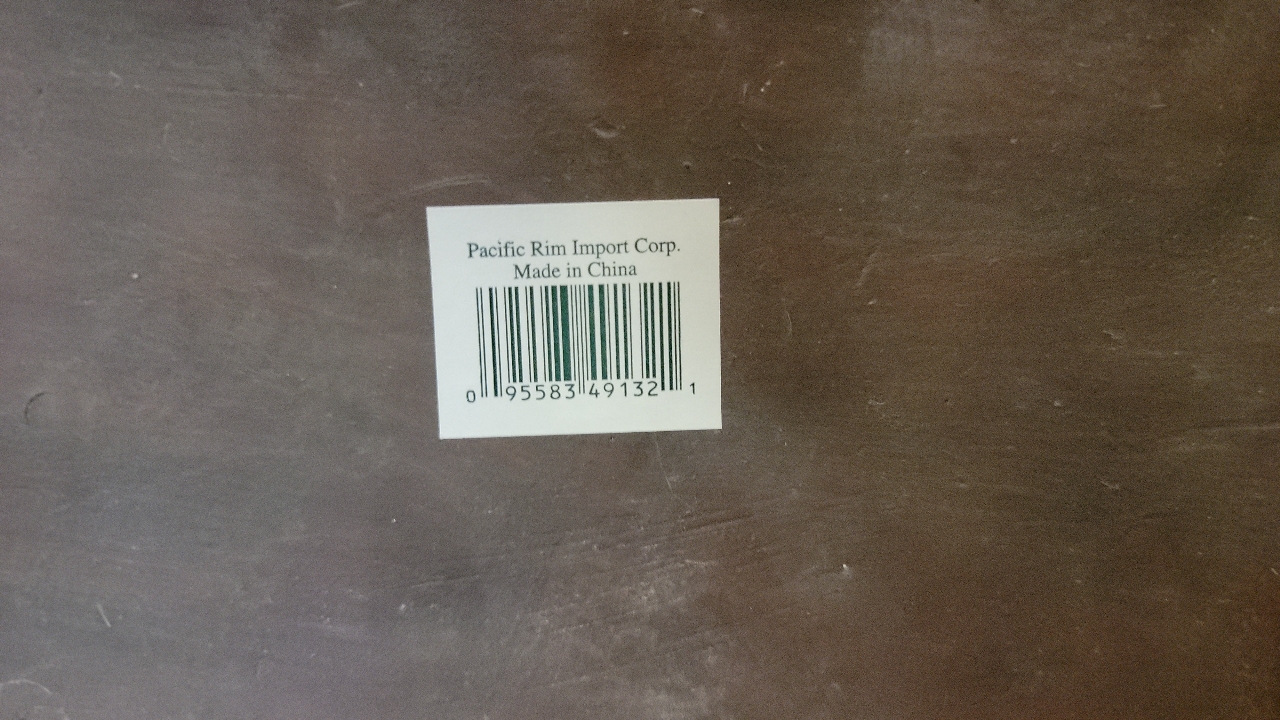 Pacific Rim Import Corp.
Made in China
0 95583 49132 1